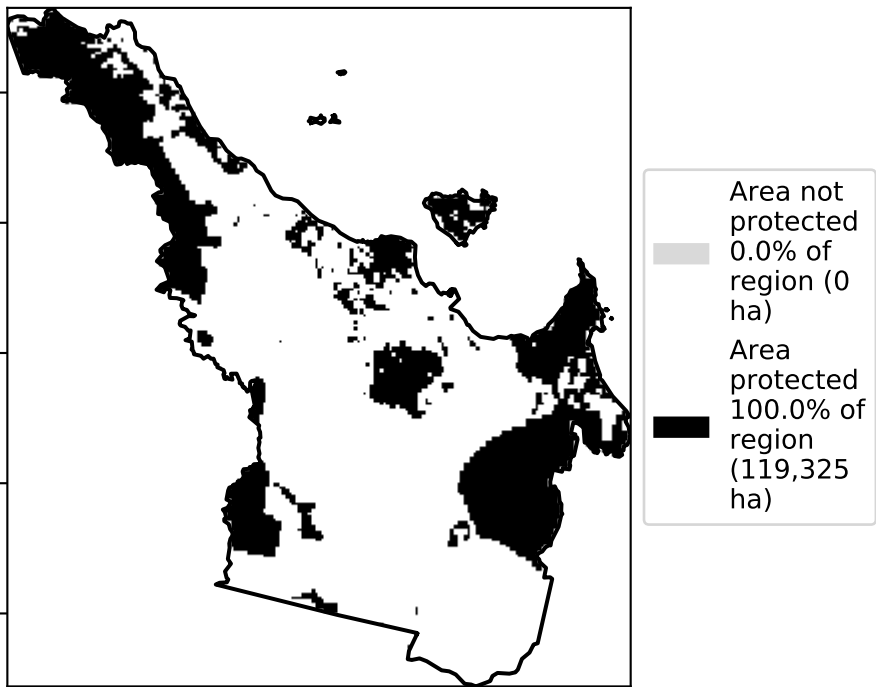 Area not
protected
0.0% of
region (0
ha)
Area
protected
100.0% of
region
(119,325
ha)